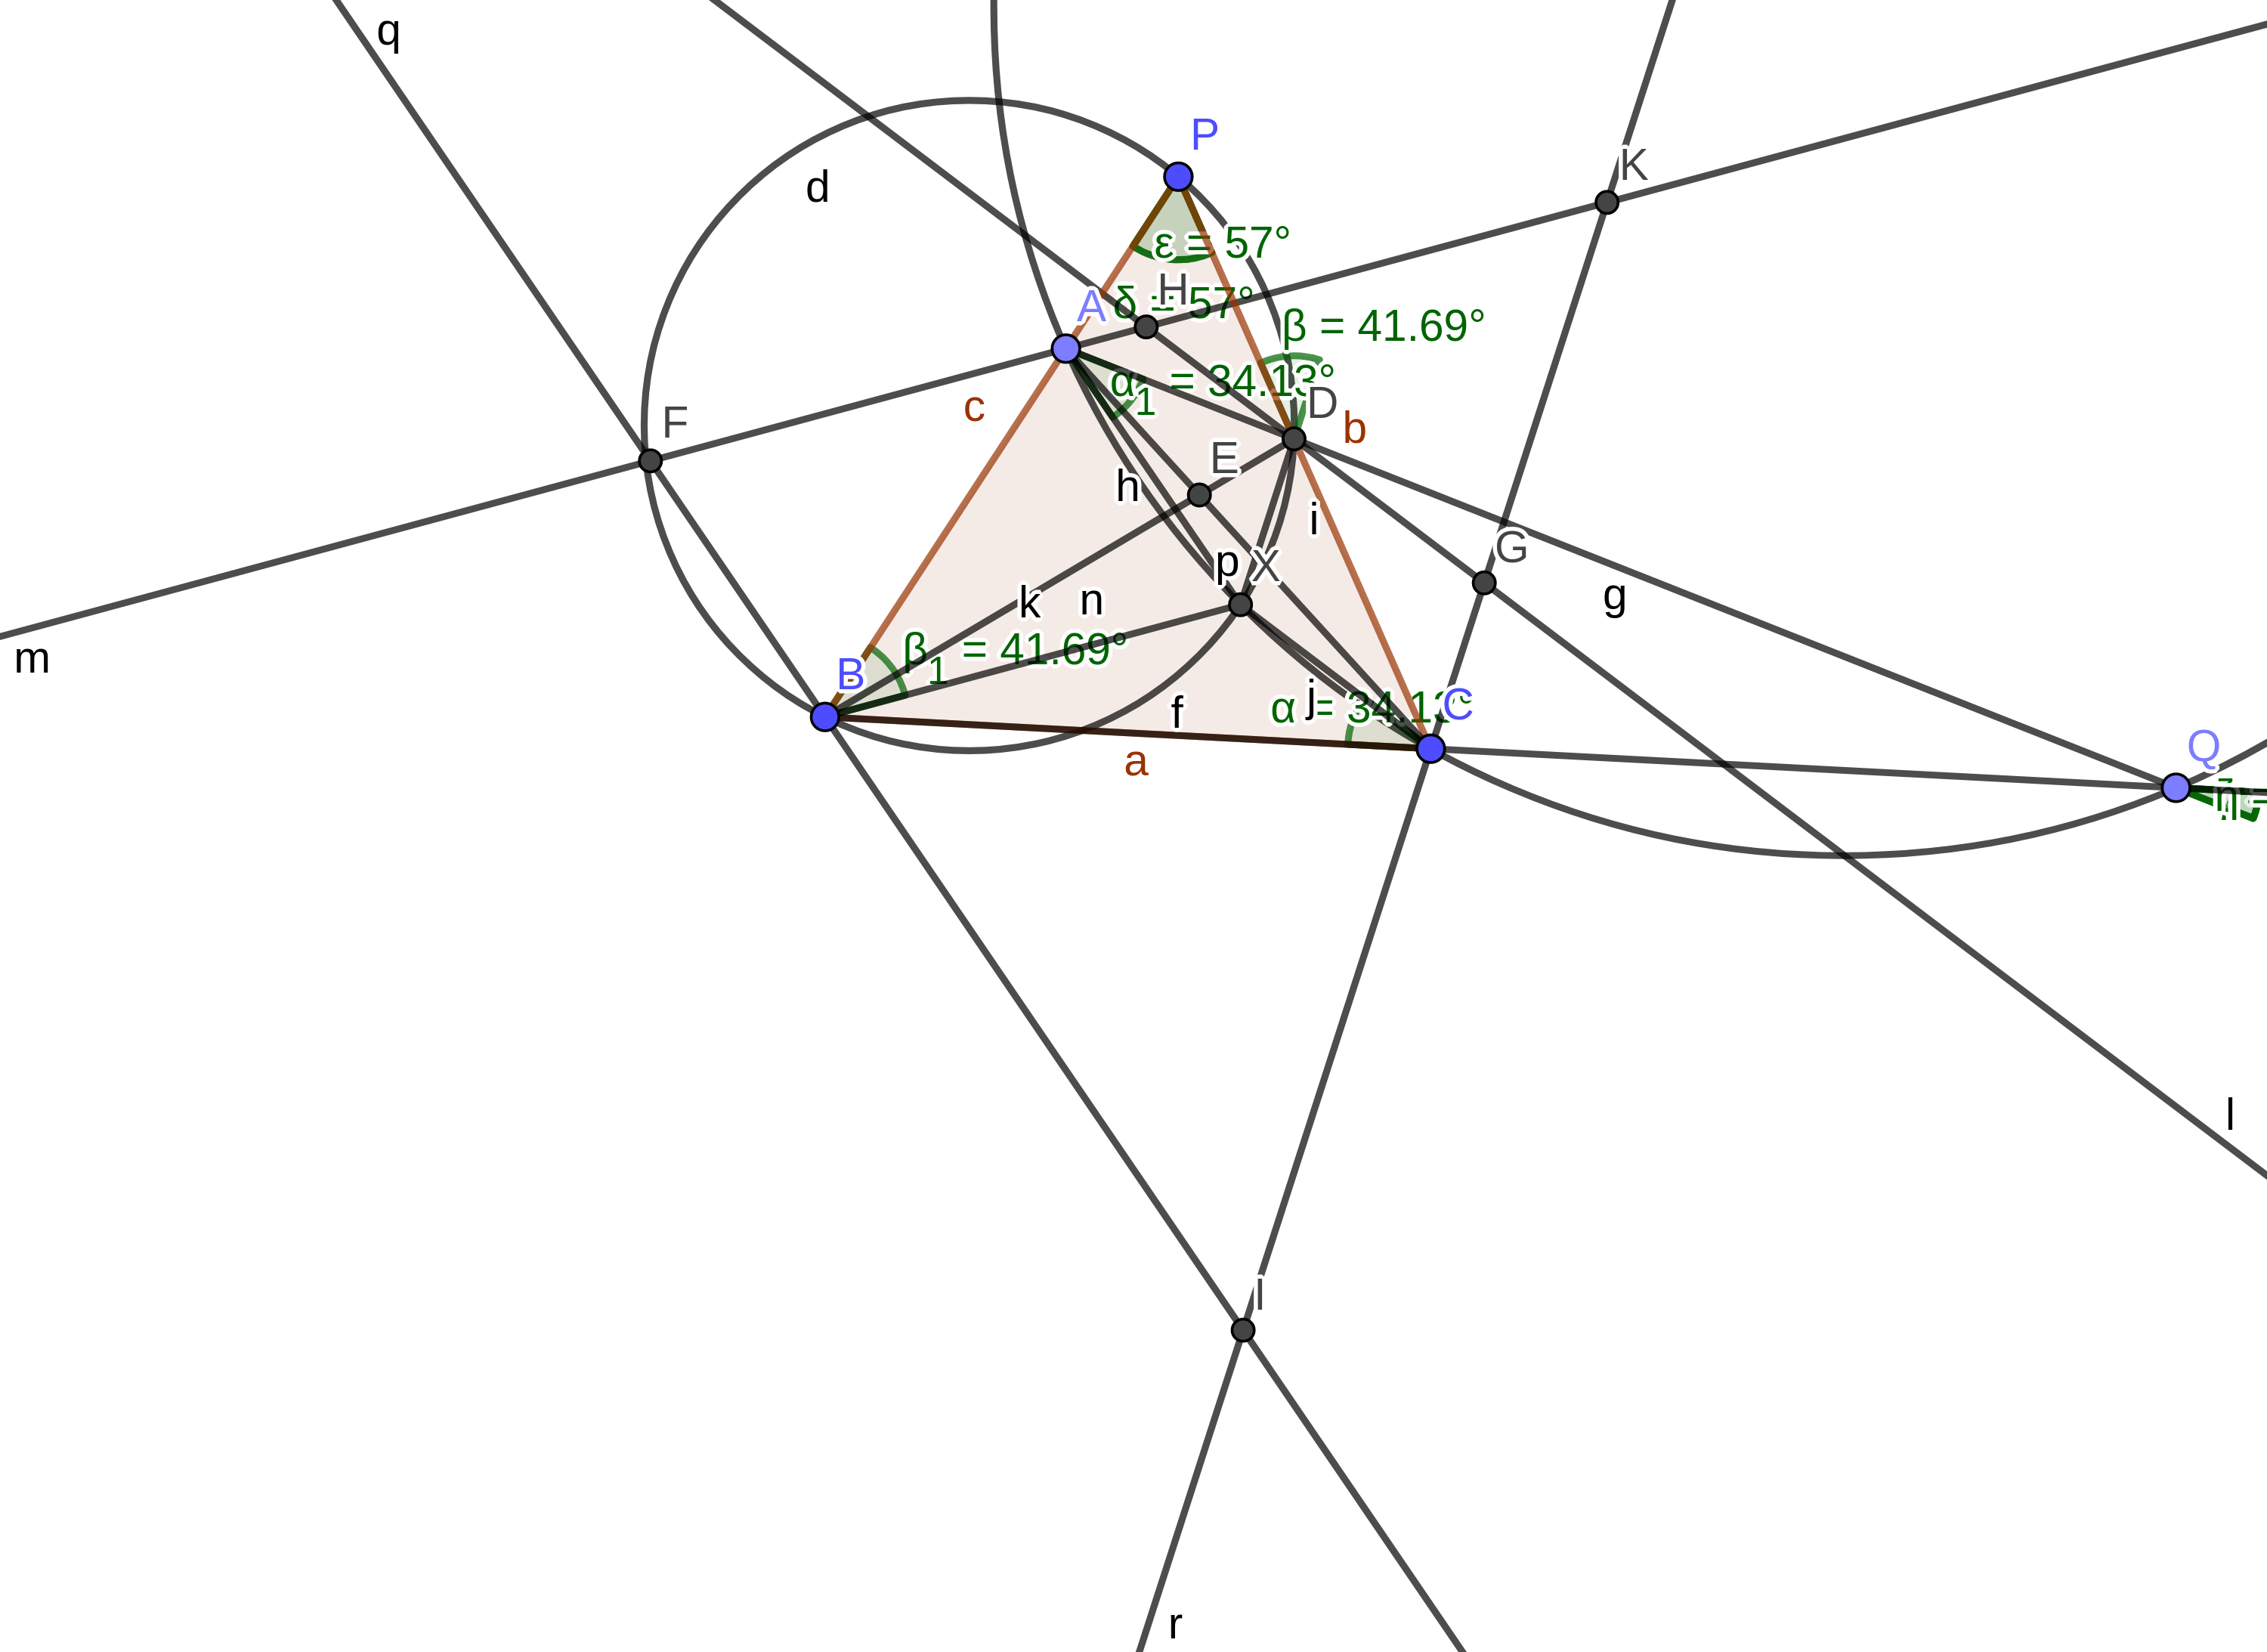 q
P
d
K
ε = 57°
H
δ = 57°
A
β = 41.69°
α₁ = 34.13°
D
c
F
b
E
h
i
G
p
X
g
k
n
β₁ = 41.69°
m
B
α = 34.13°
j
C
f
a
Q
η =
l
I
r